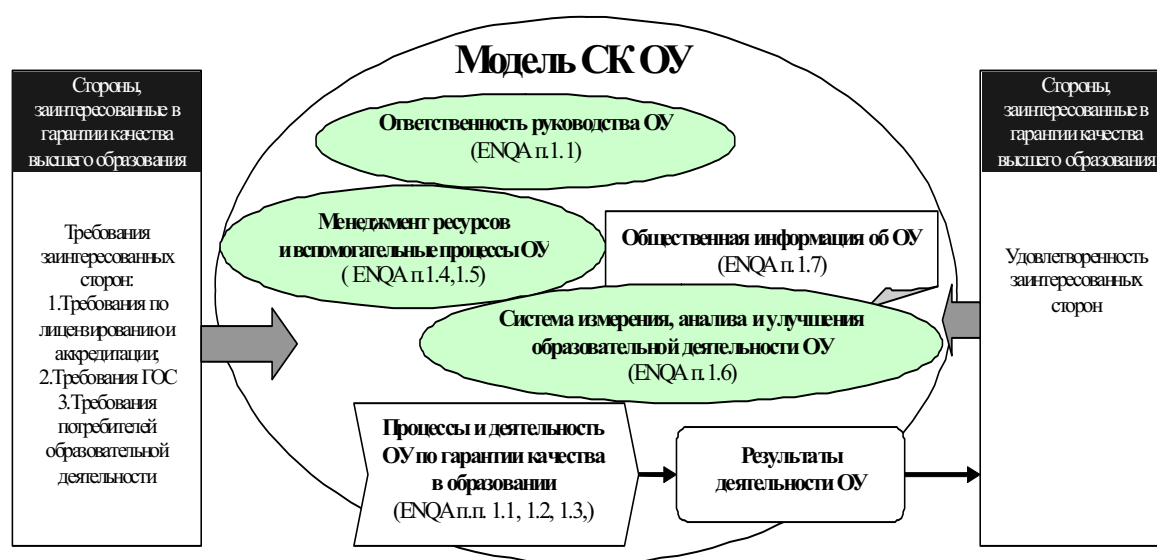 Модель СК ОУ
Стороны,
заинтересованные в
гарантии качества
высшего образования
Требования
заинтересованных
сторон:
1.Требования по
лицензированию и
аккредитации;
2.Требования ГОС
3.Требования
потребителей
образовательной
деятельности
Ответственность руководства ОУ
(ENQA п.1.1)
Менеджмент ресурсов
и вспомогательные процессы ОУ
( ENQA п.1.4,1.5)
Общественная информация об ОУ
(ENQA п.1.7)
Система измерения, анализа и улучшения
образовательной деятельности ОУ
(ENQA п.1.6)
Процессы и деятельность
ОУ по гарантии качества
в образовании
(ENQA п.п. 1.1, 1.2, 1.3,)
Результаты
деятельности ОУ
Стороны,
заинтересованные в
гарантии качества
высшего образования
Удовлетворенность
заинтересованных
сторон